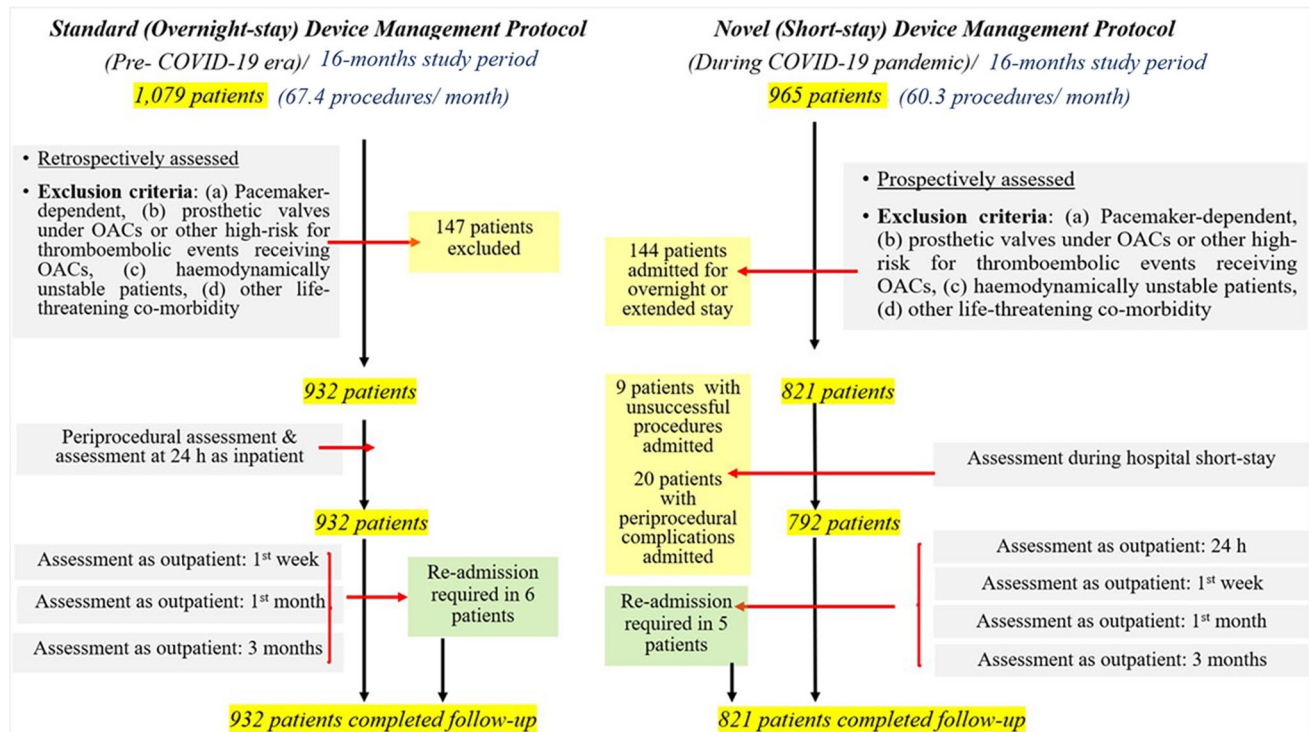 Standard (Overnight-stay) Device Management Protocol
(Pre- COVID-19 era)/ 16-months study period
1,079 patients (67.4 procedures/ month)
• Retrospectively assessed
• Exclusion criteria: (a) Pacemaker-
dependent, (b) prosthetic valves
under OACs or other high-risk for
thromboembolic events receiving
OACs, (c) haemodynamically
unstable patients, (d) other life-
threatening co-morbidity
147 patients
excluded
932 patients
Periprocedural assessment &
assessment at 24 h as inpatient
932 patients
Assessment as outpatient: 1st week
Assessment as outpatient: 1st month
Assessment as outpatient: 3 months
Re-admission
required in 6
patients
932 patients completed follow-up
Novel (Short-stay) Device Management Protocol
(During COVID-19 pandemic)/ 16-months study period
965 patients (60.3 procedures/ month)
• Prospectively assessed
• Exclusion criteria: (a) Pacemaker-dependent,
(b) prosthetic valves under OACs or other high-
risk for thromboembolic events receiving
OACs, (c) haemodynamically unstable patients,
(d) other life-threatening co-morbidity
144 patients
admitted for
overnight or
extended stay
821 patients
9 patients with
unsuccessful
procedures
admitted
20 patients
with
periprocedural
complications
admitted
Assessment during hospital short-stay
792 patients
Assessment as outpatient: 24 h
Assessment as outpatient: 1st week
Assessment as outpatient: 1st month
Assessment as outpatient: 3 months
Re-admission
required in 5
patients
821 patients completed follow-up